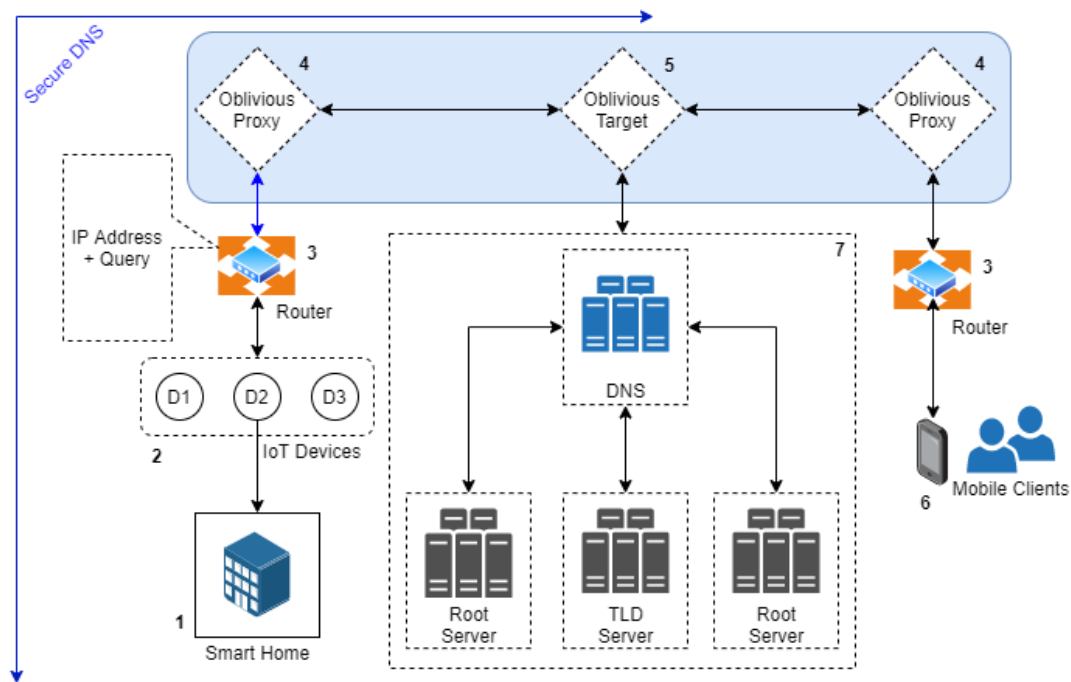 Secure DNS
4
Oblivious
Proxy
5
Oblivious
Target
4
Oblivious
Proxy
IP Address
+ Query
3
Router
7
DNS
3
Router
D1
D2
D3
2
IoT Devices
6
Mobile Clients
1
Smart Home
Root
Server
TLD
Server
Root
Server